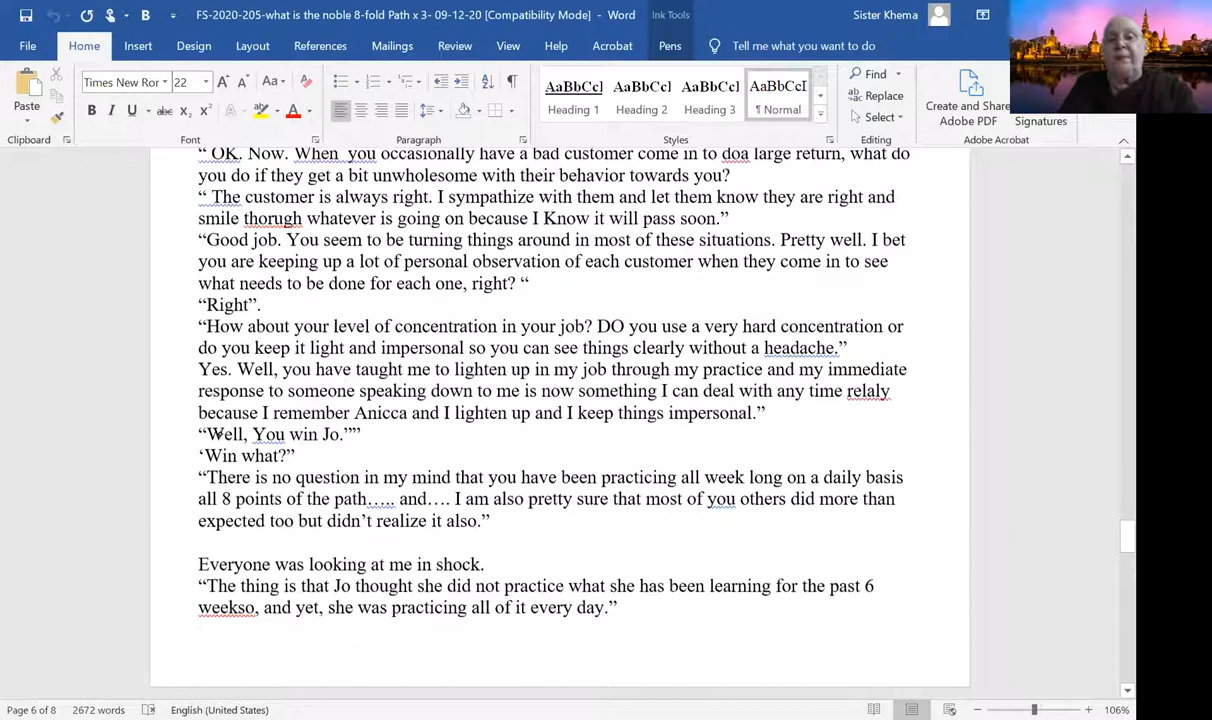 FS-2020-205-what is the noble 8-fold Path x 3- 09-12-20 [Compatibility Mode] - Word
Ink Tools
Sister Khema
File Home Insert Design Layout References Mailings Review View Help Acrobat Pens Tell me what you want to do
Times New Ror 22
Paste
Clipboard
Font
Paragraph
AaBbCcI AaBbCcI AaBbCcI AaBbCcI
Heading 1 Heading 2 Heading 3 ¶ Normal
Styles
Find
Replace
Select
Editing
Create and Share
Adobe PDF
Signatures
Adobe Acrobat
“ OK. Now. When  you occasionally have a bad customer come in to doa large return, what do
you do if they get a bit unwholesome with their behavior towards you?
“ The customer is always right. I sympathize with them and let them know they are right and
smile thorugh whatever is going on because I Know it will pass soon.”
“Good job. You seem to be turning things around in most of these situations. Pretty well. I bet
you are keeping up a lot of personal observation of each customer when they come in to see
what needs to be done for each one, right? “
“Right”.
“How about your level of concentration in your job? DO you use a very hard concentration or
do you keep it light and impersonal so you can see things clearly without a headache.”
Yes. Well, you have taught me to lighten up in my job through my practice and my immediate
response to someone speaking down to me is now something I can deal with any time relaly
because I remember Anicca and I lighten up and I keep things impersonal.”
“Well, You win Jo.””
‘Win what?”
“There is no question in my mind that you have been practicing all week long on a daily basis
all 8 points of the path….. and…. I am also pretty sure that most of you others did more than
expected too but didn’t realize it also.”
Everyone was looking at me in shock.
“The thing is that Jo thought she did not practice what she has been learning for the past 6
weekso, and yet, she was practicing all of it every day.”
Page 6 of 8 2672 words English (United States) 106%